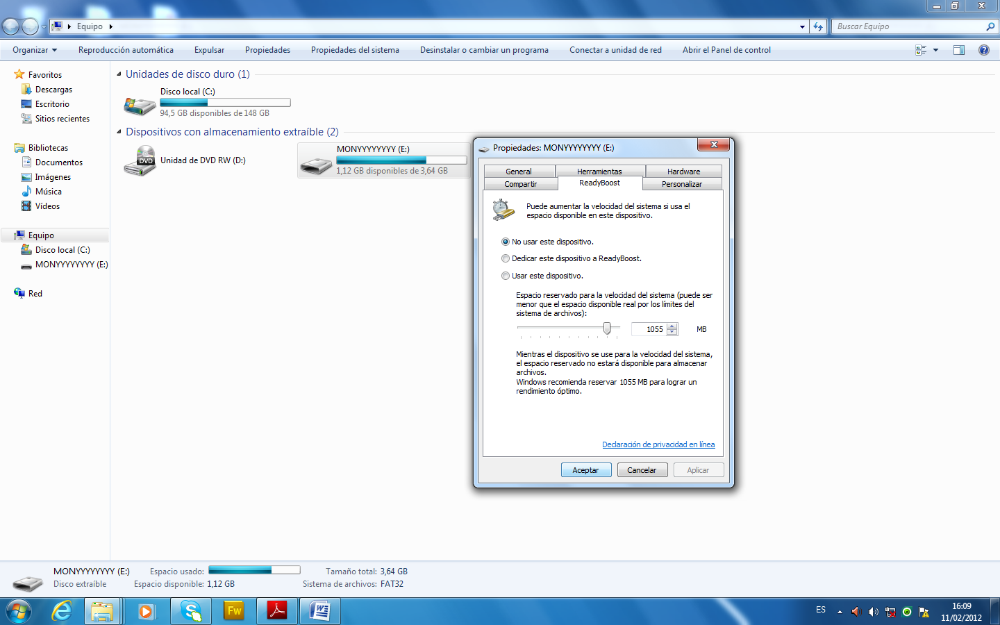 Equipo
Buscar Equipo
Organizar
Reproducción automática
Expulsar
Propiedades
Propiedades del sistema
Desinstalar o cambiar un programa
Conectar a unidad de red
Abrir el Panel de control
Favoritos
Descargas
Escritorio
Sitios recientes
Bibliotecas
Documentos
Imágenes
Música
Vídeos
Equipo
Disco local (C:)
MONYYYYYYYY (E:)
Red
Unidades de disco duro (1)
Disco local (C:)
94,5 GB disponibles de 148 GB
Dispositivos con almacenamiento extraíble (2)
DVD
Unidad de DVD RW (D:)
MONYYYYYYYY (E:)
1,12 GB disponibles de 3,64 GB
Propiedades: MONYYYYYYYY (E:)
General
Herramientas
Hardware
Compartir
ReadyBoost
Personalizar
Puede aumentar la velocidad del sistema si usa el
espacio disponible en este dispositivo.
No usar este dispositivo.
Dedicar este dispositivo a ReadyBoost.
Usar este dispositivo.
Espacio reservado para la velocidad del sistema (puede ser
menor que el espacio disponible real por los límites del
sistema de archivos):
1055 MB
Mientras el dispositivo se use para la velocidad del sistema,
el espacio reservado no estará disponible para almacenar
archivos.
Windows recomienda reservar 1055 MB para lograr un
rendimiento óptimo.
Declaración de privacidad en línea
Aceptar
Cancelar
Aplicar
MONYYYYYYYY (E:)
Disco extraíble
Espacio usado:
Espacio disponible: 1,12 GB
Tamaño total: 3,64 GB
Sistema de archivos: FAT32
Fw
ES
16:09
11/02/2012